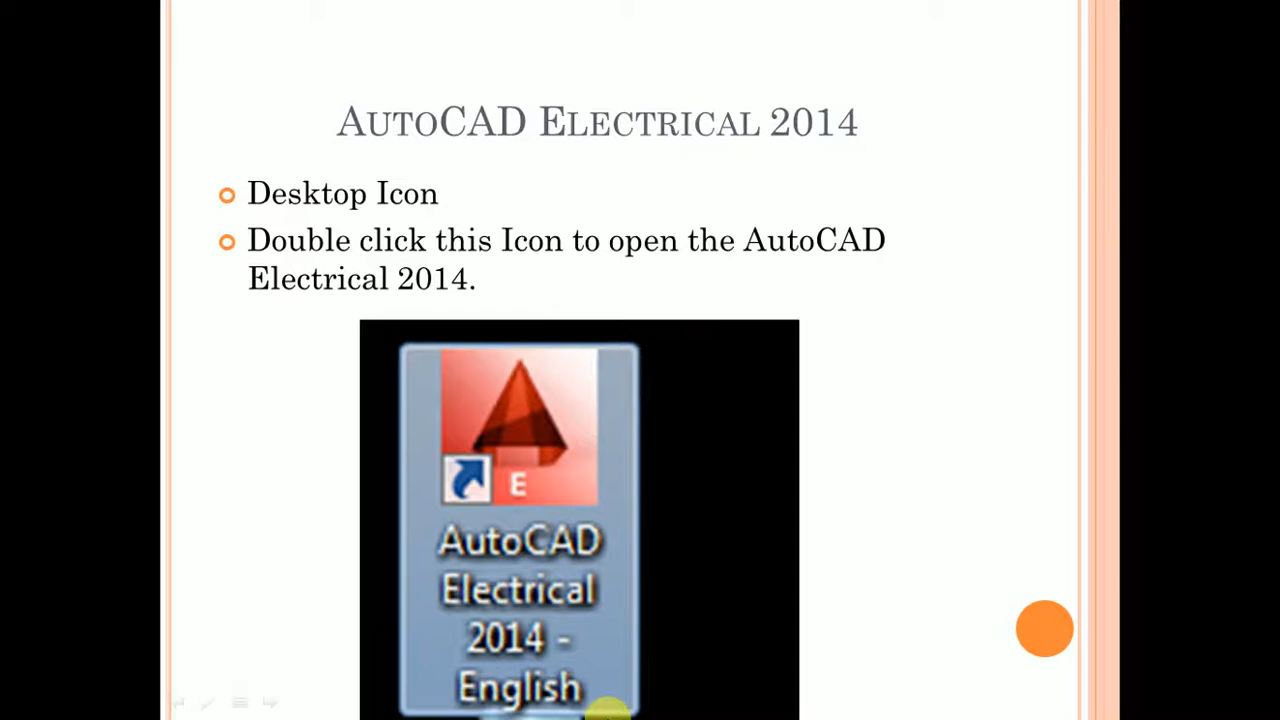 AutoCAD Electrical 2014
Desktop Icon
Double click this Icon to open the AutoCAD
Electrical 2014.
E
AutoCAD
Electrical
2014 -
English